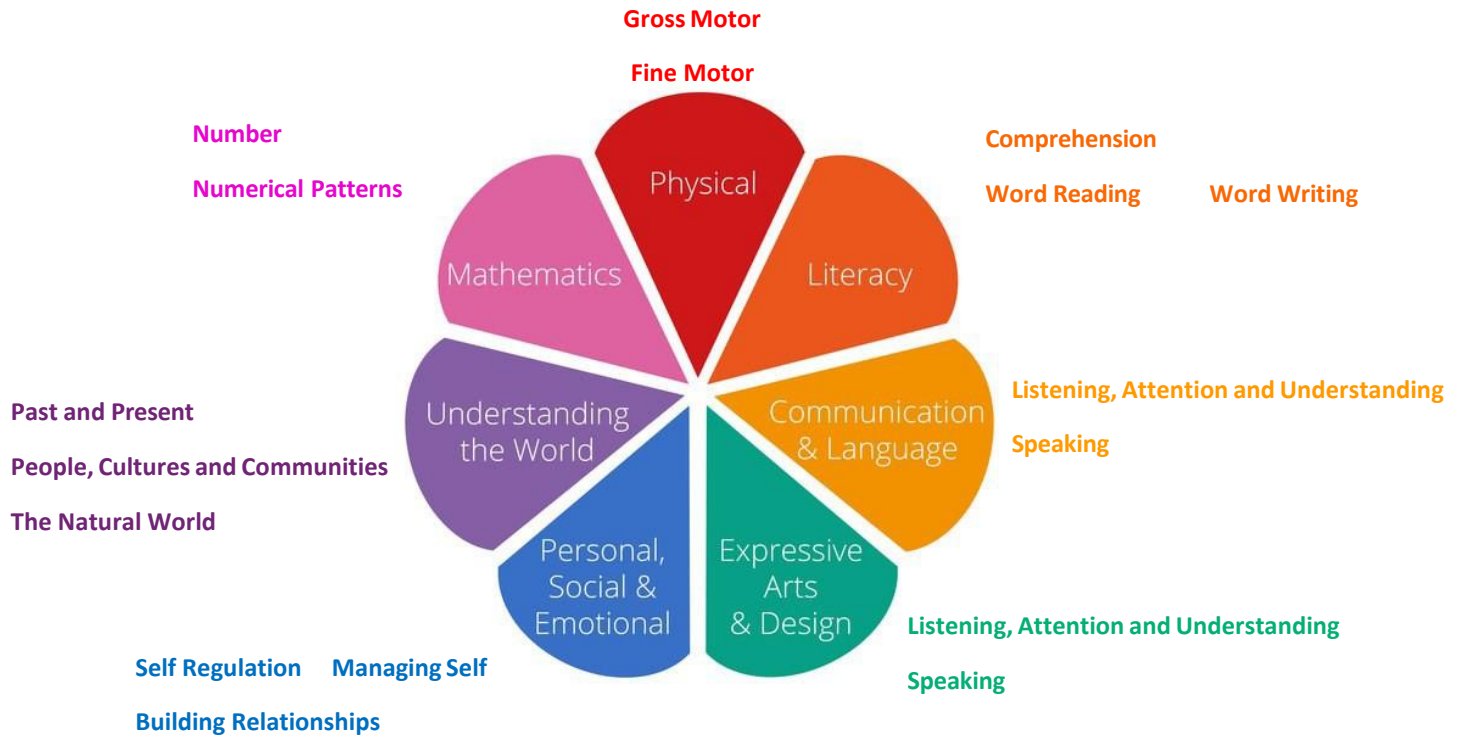 Gross Motor
Fine Motor
Physical
Number
Numerical Patterns
Mathematics
Comprehension
Word Reading Word Writing
Literacy
Listening, Attention and Understanding
Speaking
Communication
& Language
Past and Present
People, Cultures and Communities
The Natural World
Understanding
the World
Personal,
Social &
Emotional
Self Regulation Managing Self
Building Relationships
Expressive
Arts
& Design
Listening, Attention and Understanding
Speaking